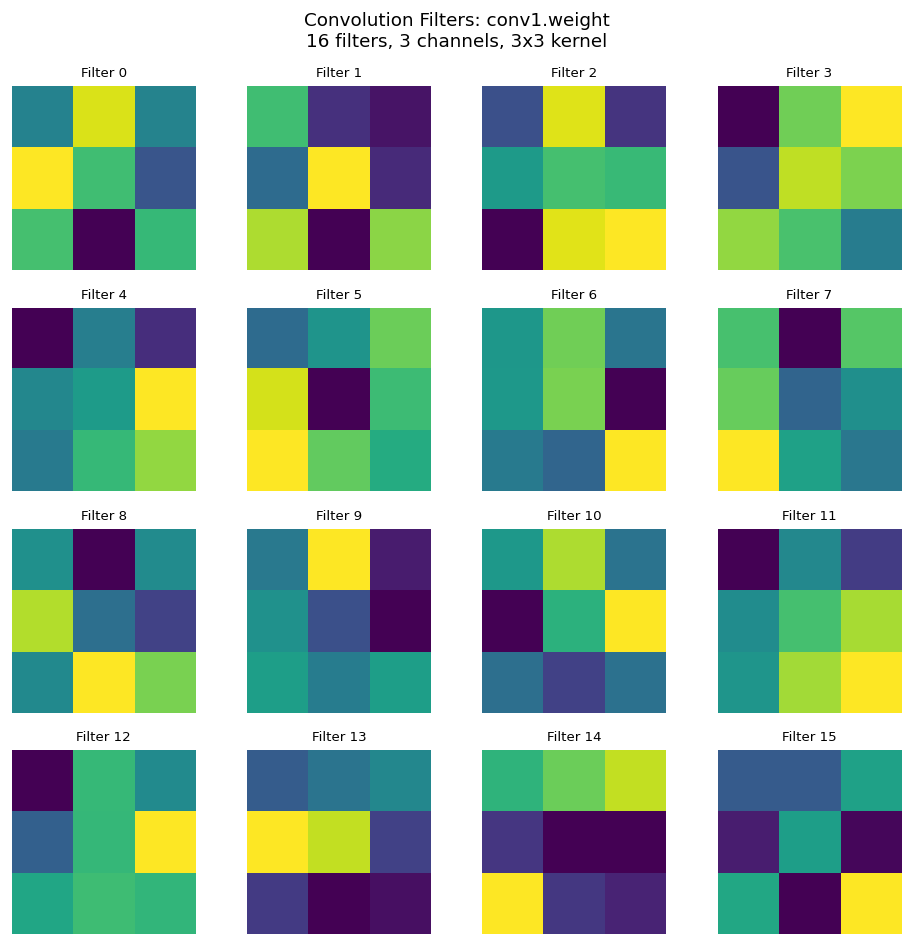 Convolution Filters: conv1.weight
16 filters, 3 channels, 3x3 kernel
Filter 0
Filter 1
Filter 2
Filter 3
Filter 4
Filter 5
Filter 6
Filter 7
Filter 8
Filter 9
Filter 10
Filter 11
Filter 12
Filter 13
Filter 14
Filter 15